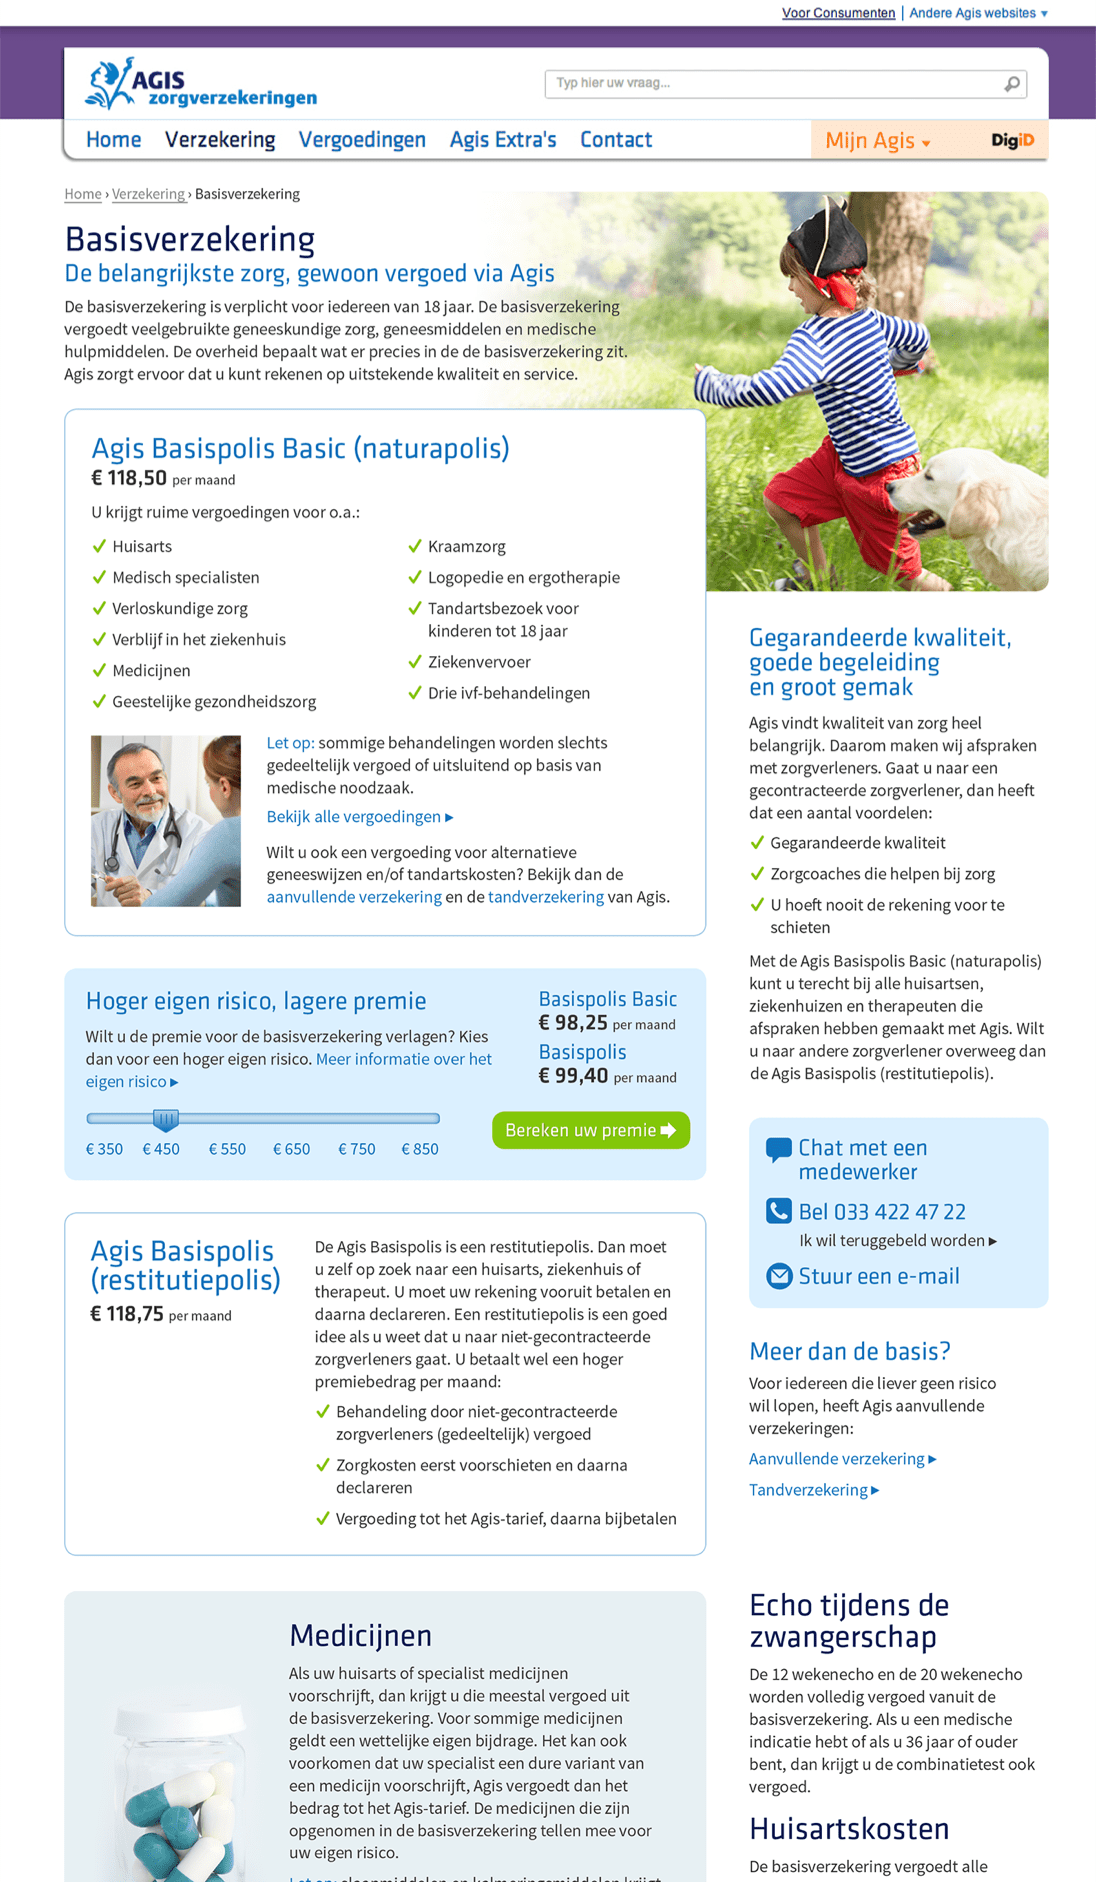 Voor Consumenten | Andere Agis websites ▾
AGIS
zorgverzekeringen
Typ hier uw vraag...
Home Verzekering Vergoedingen Agis Extra's Contact Mijn Agis ▾ DigiD
Home › Verzekering › Basisverzekering
Basisverzekering
De belangrijkste zorg, gewoon vergoed via Agis
De basisverzekering is verplicht voor iedereen van 18 jaar. De basisverzekering
vergoedt veelgebruikte geneeskundige zorg, geneesmiddelen en medische
hulpmiddelen. De overheid bepaalt wat er precies in de de basisverzekering zit.
Agis zorgt ervoor dat u kunt rekenen op uitstekende kwaliteit en service.
Agis Basispolis Basic (naturapolis)
€ 118,50 per maand
U krijgt ruime vergoedingen voor o.a.:
Huisarts
Medisch specialisten
Verloskundige zorg
Verblijf in het ziekenhuis
Medicijnen
Geestelijke gezondheidszorg
Kraamzorg
Logopedie en ergotherapie
Tandartsbezoek voor
kinderen tot 18 jaar
Ziekenvervoer
Drie ivf-behandelingen
Let op: sommige behandelingen worden slechts
gedeeltelijk vergoed of uitsluitend op basis van
medische noodzaak.
Bekijk alle vergoedingen ▸
Wilt u ook een vergoeding voor alternatieve
geneeswijzen en/of tandartskosten? Bekijk dan de
aanvullende verzekering en de tandverzekering van Agis.
Hoger eigen risico, lagere premie
Wilt u de premie voor de basisverzekering verlagen? Kies
dan voor een hoger eigen risico. Meer informatie over het
eigen risico ▸
€ 350 € 450 € 550 € 650 € 750 € 850
Basispolis Basic
€ 98,25 per maand
Basispolis
€ 99,40 per maand
Bereken uw premie
Agis Basispolis
(restitutiepolis)
€ 118,75 per maand
De Agis Basispolis is een restitutiepolis. Dan moet
u zelf op zoek naar een huisarts, ziekenhuis of
therapeut. U moet uw rekening vooruit betalen en
daarna declareren. Een restitutiepolis is een goed
idee als u weet dat u naar niet-gecontracteerde
zorgverleners gaat. U betaalt wel een hoger
premiebedrag per maand:
Behandeling door niet-gecontracteerde
zorgverleners (gedeeltelijk) vergoed
Zorgkosten eerst voorschieten en daarna
declareren
Vergoeding tot het Agis-tarief, daarna bijbetalen
Medicijnen
Als uw huisarts of specialist medicijnen
voorschrijft, dan krijgt u die meestal vergoed uit
de basisverzekering. Voor sommige medicijnen
geldt een wettelijke eigen bijdrage. Het kan ook
voorkomen dat uw specialist een dure variant van
een medicijn voorschrijft, Agis vergoedt dan het
bedrag tot het Agis-tarief. De medicijnen die zijn
opgenomen in de basisverzekering tellen mee voor
uw eigen risico.
Let op: slaapmiddelen en kalmeringsmiddelen krijgt
Gegarandeerde kwaliteit,
goede begeleiding
en groot gemak
Agis vindt kwaliteit van zorg heel
belangrijk. Daarom maken wij afspraken
met zorgverleners. Gaat u naar een
gecontracteerde zorgverlener, dan heeft
dat een aantal voordelen:
Gegarandeerde kwaliteit
Zorgcoaches die helpen bij zorg
U hoeft nooit de rekening voor te
schieten
Met de Agis Basispolis Basic (naturapolis)
kunt u terecht bij alle huisartsen,
ziekenhuizen en therapeuten die
afspraken hebben gemaakt met Agis. Wilt
u naar andere zorgverlener overweeg dan
de Agis Basispolis (restitutiepolis).
Chat met een
medewerker
Bel 033 422 47 22
Ik wil teruggebeld worden ▸
Stuur een e-mail
Meer dan de basis?
Voor iedereen die liever geen risico
wil lopen, heeft Agis aanvullende
verzekeringen:
Aanvullende verzekering ▸
Tandverzekering ▸
Echo tijdens de
zwangerschap
De 12 wekenecho en de 20 wekenecho
worden volledig vergoed vanuit de
basisverzekering. Als u een medische
indicatie hebt of als u 36 jaar of ouder
bent, dan krijgt u de combinatietest ook
vergoed.
Huisartskosten
De basisverzekering vergoedt alle